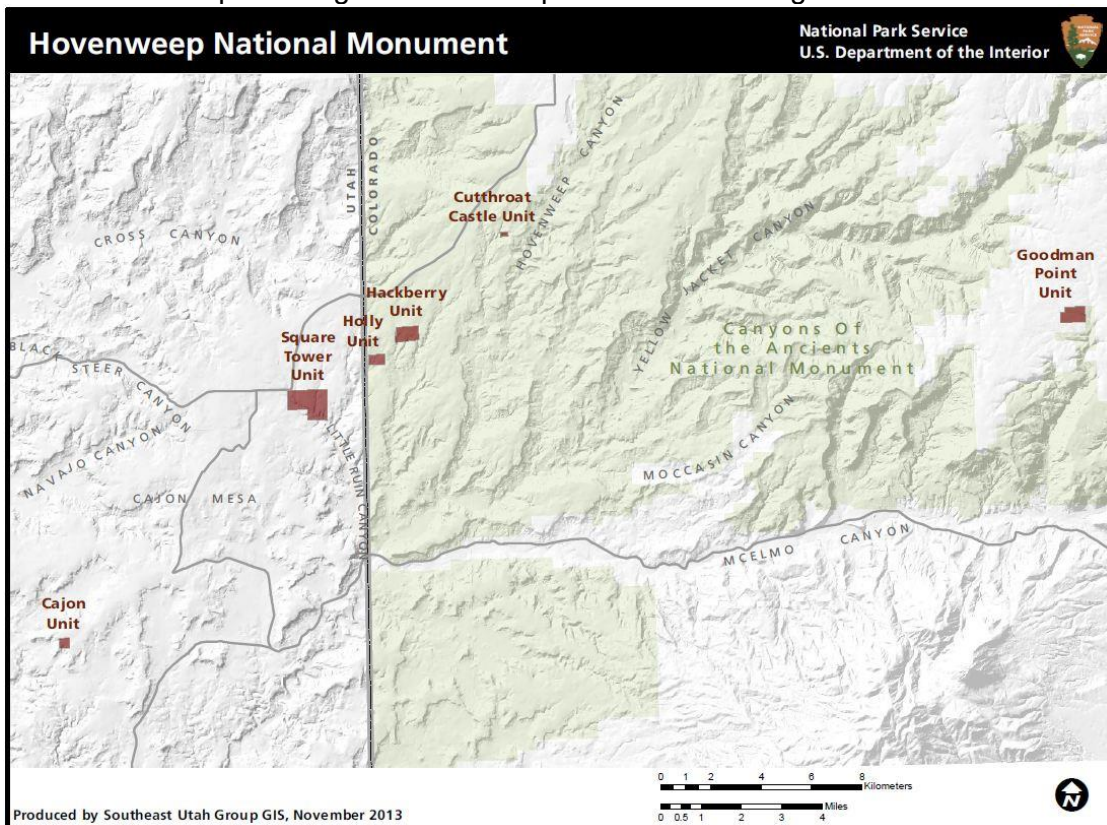 Hovenweep National Monument
National Park Service
U.S. Department of the Interior
UTAH
COLORADO
HOVENWEEP CANYON
Cutthroat
Castle Unit
CROSS CANYON
YELLOW JACKET CANYON
Goodman
Point
Unit
Hackberry
Unit
Holly
Unit
Square
Tower
Unit
Canyons Of
the Ancients
National Monument
BLACK STEER CANYON
NAVAJO CANYON
LITTLE RUIN CANYON
MOCCASIN CANYON
CAJON MESA
MCELMO CANYON
Cajon
Unit
0 1 2 4 6 8
Kilometers
Miles
0 0.5 1 2 3 4
N
Produced by Southeast Utah Group GIS, November 2013